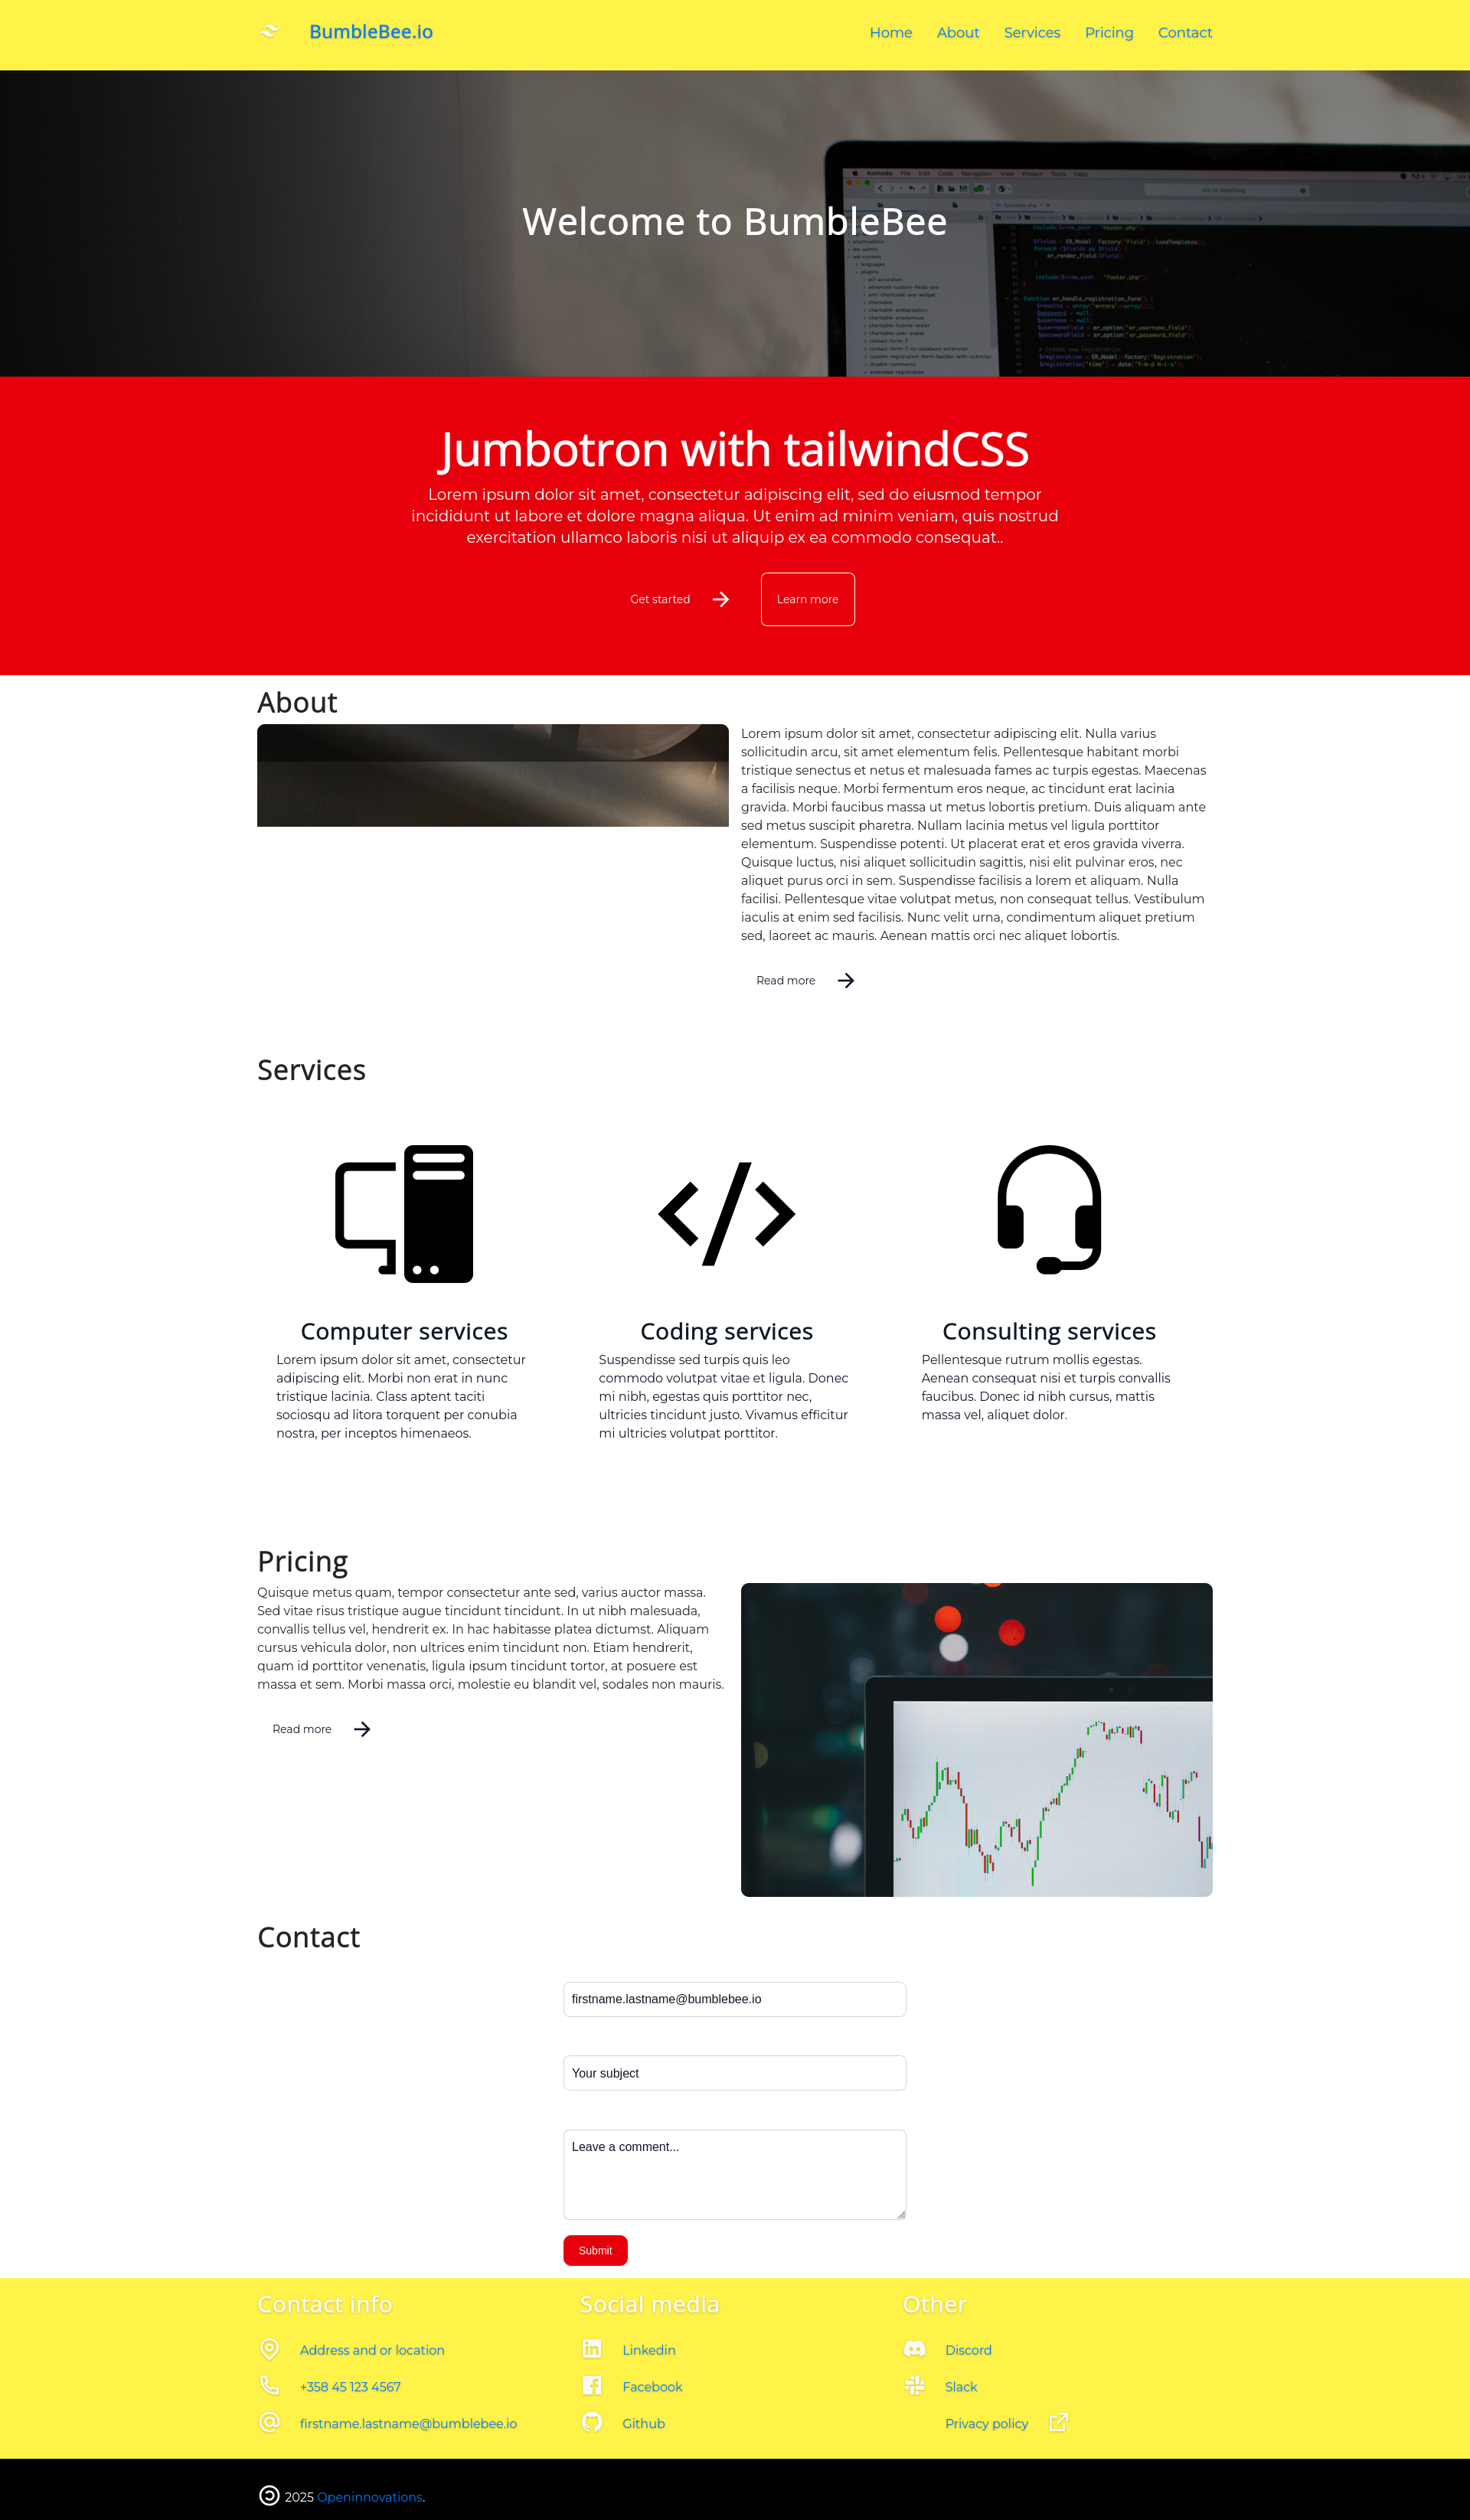 BumbleBee.io
Home About Services Pricing Contact
Welcome to BumbleBee
Jumbotron with tailwindCSS
Lorem ipsum dolor sit amet, consectetur adipiscing elit, sed do eiusmod tempor
incididunt ut labore et dolore magna aliqua. Ut enim ad minim veniam, quis nostrud
exercitation ullamco laboris nisi ut aliquip ex ea commodo consequat..
Get started
Learn more
About
Lorem ipsum dolor sit amet, consectetur adipiscing elit. Nulla varius
sollicitudin arcu, sit amet elementum felis. Pellentesque habitant morbi
tristique senectus et netus et malesuada fames ac turpis egestas. Maecenas
a facilisis neque. Morbi fermentum eros neque, ac tincidunt erat lacinia
gravida. Morbi faucibus massa ut metus lobortis pretium. Duis aliquam ante
sed metus suscipit pharetra. Nullam lacinia metus vel ligula porttitor
elementum. Suspendisse potenti. Ut placerat erat et eros gravida viverra.
Quisque luctus, nisi aliquet sollicitudin sagittis, nisi elit pulvinar eros, nec
aliquet purus orci in sem. Suspendisse facilisis a lorem et aliquam. Nulla
facilisi. Pellentesque vitae volutpat metus, non consequat tellus. Vestibulum
iaculis at enim sed facilisis. Nunc velit urna, condimentum aliquet pretium
sed, laoreet ac mauris. Aenean mattis orci nec aliquet lobortis.
Read more
Services
Computer services
Lorem ipsum dolor sit amet, consectetur
adipiscing elit. Morbi non erat in nunc
tristique lacinia. Class aptent taciti
sociosqu ad litora torquent per conubia
nostra, per inceptos himenaeos.
Coding services
Suspendisse sed turpis quis leo
commodo volutpat vitae et ligula. Donec
mi nibh, egestas quis porttitor nec,
ultricies tincidunt justo. Vivamus efficitur
mi ultricies volutpat porttitor.
Consulting services
Pellentesque rutrum mollis egestas.
Aenean consequat nisi et turpis convallis
faucibus. Donec id nibh cursus, mattis
massa vel, aliquet dolor.
Pricing
Quisque metus quam, tempor consectetur ante sed, varius auctor massa.
Sed vitae risus tristique augue tincidunt tincidunt. In ut nibh malesuada,
convallis tellus vel, hendrerit ex. In hac habitasse platea dictumst. Aliquam
cursus vehicula dolor, non ultrices enim tincidunt non. Etiam hendrerit,
quam id porttitor venenatis, ligula ipsum tincidunt tortor, at posuere est
massa et sem. Morbi massa orci, molestie eu blandit vel, sodales non mauris.
Read more
Contact
firstname.lastname@bumblebee.io
Your subject
Leave a comment...
Submit
Contact info
Address and or location
+358 45 123 4567
firstname.lastname@bumblebee.io
Social media
Linkedin
Facebook
Github
Other
Discord
Slack
Privacy policy
2025 Openinnovations.